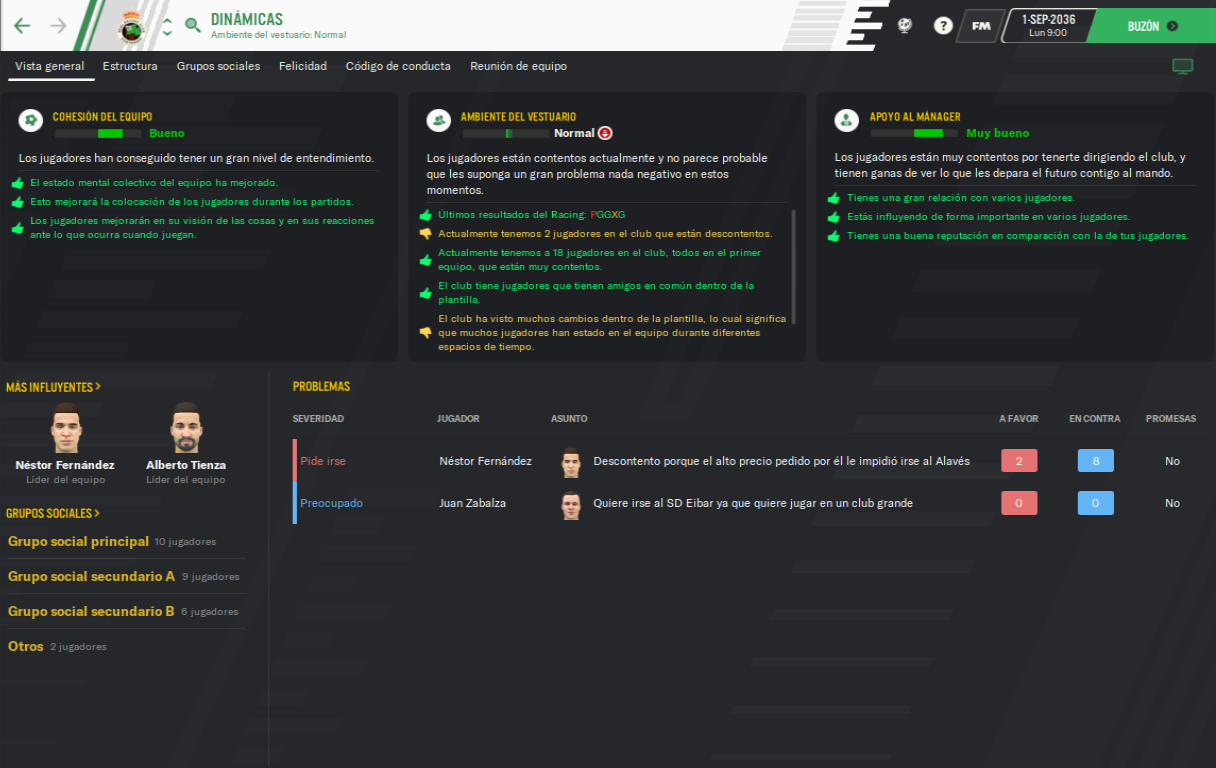 DINÁMICAS
Ambiente del vestuario: Normal
?
FM
1-SEP-2036
Lun 9:00
BUZÓN
Vista general
Estructura
Grupos sociales
Felicidad
Código de conducta
Reunión de equipo
COHESIÓN DEL EQUIPO
Bueno
Los jugadores han conseguido tener un gran nivel de entendimiento.
El estado mental colectivo del equipo ha mejorado.
Esto mejorará la colocación de los jugadores durante los partidos.
Los jugadores mejorarán en su visión de las cosas y en sus reacciones
ante lo que ocurra cuando juegan.
AMBIENTE DEL VESTUARIO
Normal
Los jugadores están contentos actualmente y no parece probable
que les suponga un gran problema nada negativo en estos
momentos.
Últimos resultados del Racing: PGGXG
Actualmente tenemos 2 jugadores en el club que están descontentos.
Actualmente tenemos a 18 jugadores en el club, todos en el primer
equipo, que están muy contentos.
El club tiene jugadores que tienen amigos en común dentro de la
plantilla.
El club ha visto muchos cambios dentro de la plantilla, lo cual significa
que muchos jugadores han estado en el equipo durante diferentes
espacios de tiempo.
APOYO AL MÁNAGER
Muy bueno
Los jugadores están muy contentos por tenerte dirigiendo el club, y
tienen ganas de ver lo que les depara el futuro contigo al mando.
Tienes una gran relación con varios jugadores.
Estás influyendo de forma importante en varios jugadores.
Tienes una buena reputación en comparación con la de tus jugadores.
MÁS INFLUYENTES >
Néstor Fernández
Líder del equipo
Alberto Tienza
Líder del equipo
GRUPOS SOCIALES >
Grupo social principal 10 jugadores
Grupo social secundario A 9 jugadores
Grupo social secundario B 6 jugadores
Otros 2 jugadores
PROBLEMAS
SEVERIDAD JUGADOR ASUNTO A FAVOR EN CONTRA PROMESAS
Pide irse Néstor Fernández Descontento porque el alto precio pedido por él le impidió irse al Alavés 2 8 No
Preocupado Juan Zabalza Quiere irse al SD Eibar ya que quiere jugar en un club grande 0 0 No